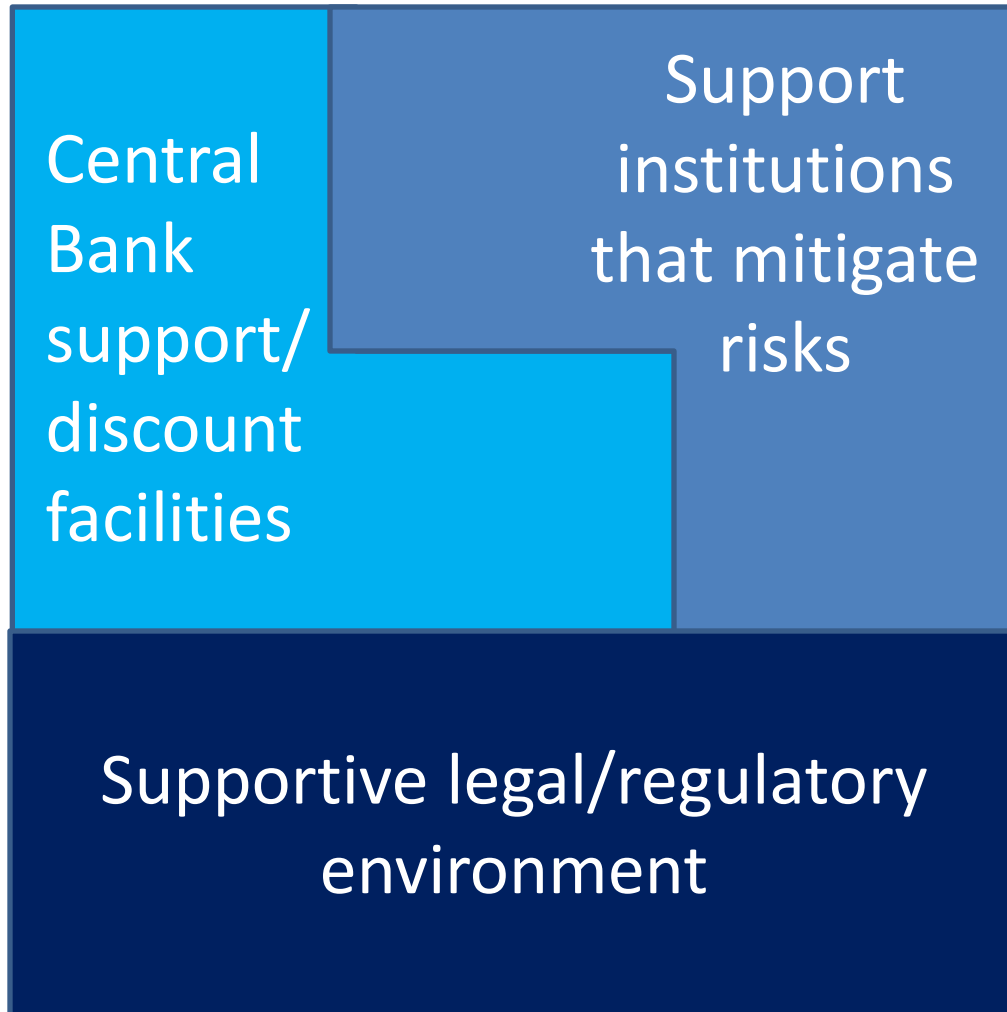 Central
Bank
support/
discount
facilities
Support
institutions
that mitigate
risks
Supportive legal/regulatory
environment